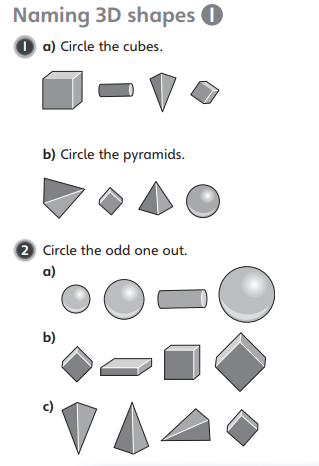 Naming 3D shapes 1
1 a) Circle the cubes.
b) Circle the pyramids.
2 Circle the odd one out.
a)
b)
c)